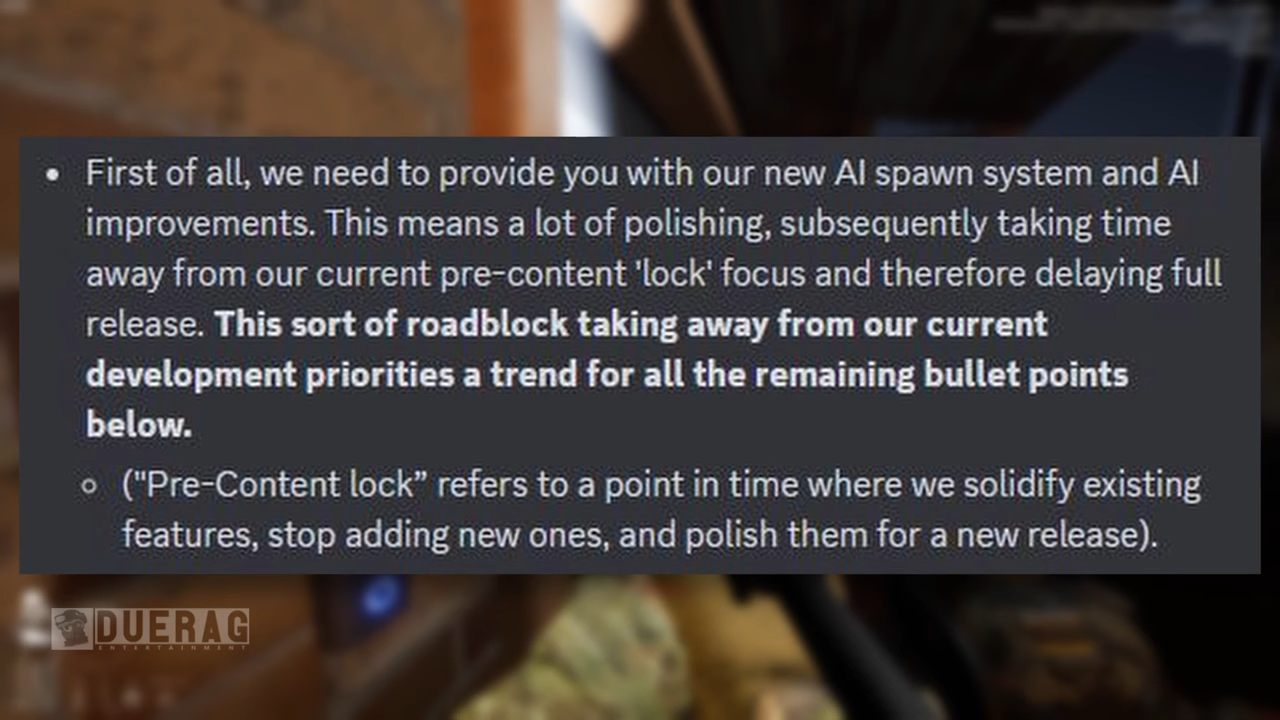 • First of all, we need to provide you with our new AI spawn system and AI
improvements. This means a lot of polishing, subsequently taking time
away from our current pre-content 'lock' focus and therefore delaying full
release. This sort of roadblock taking away from our current
development priorities a trend for all the remaining bullet points
below.
◦ ("Pre-Content lock” refers to a point in time where we solidify existing
features, stop adding new ones, and polish them for a new release).
DUERAG
ENTERTAINMENT